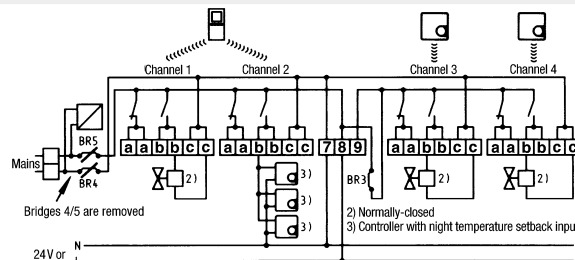 Channel 1
Channel 2
Channel 3
Channel 4
BR5
Mains
BR4
a a b b c c
a a b b c c
7 8 9
a a b b c c
a a b b c c
2)
3)
3)
3)
BR3
2)
2)
Bridges 4/5 are removed
2) Normally-closed
3) Controller with night temperature setback inpu
N
24V or